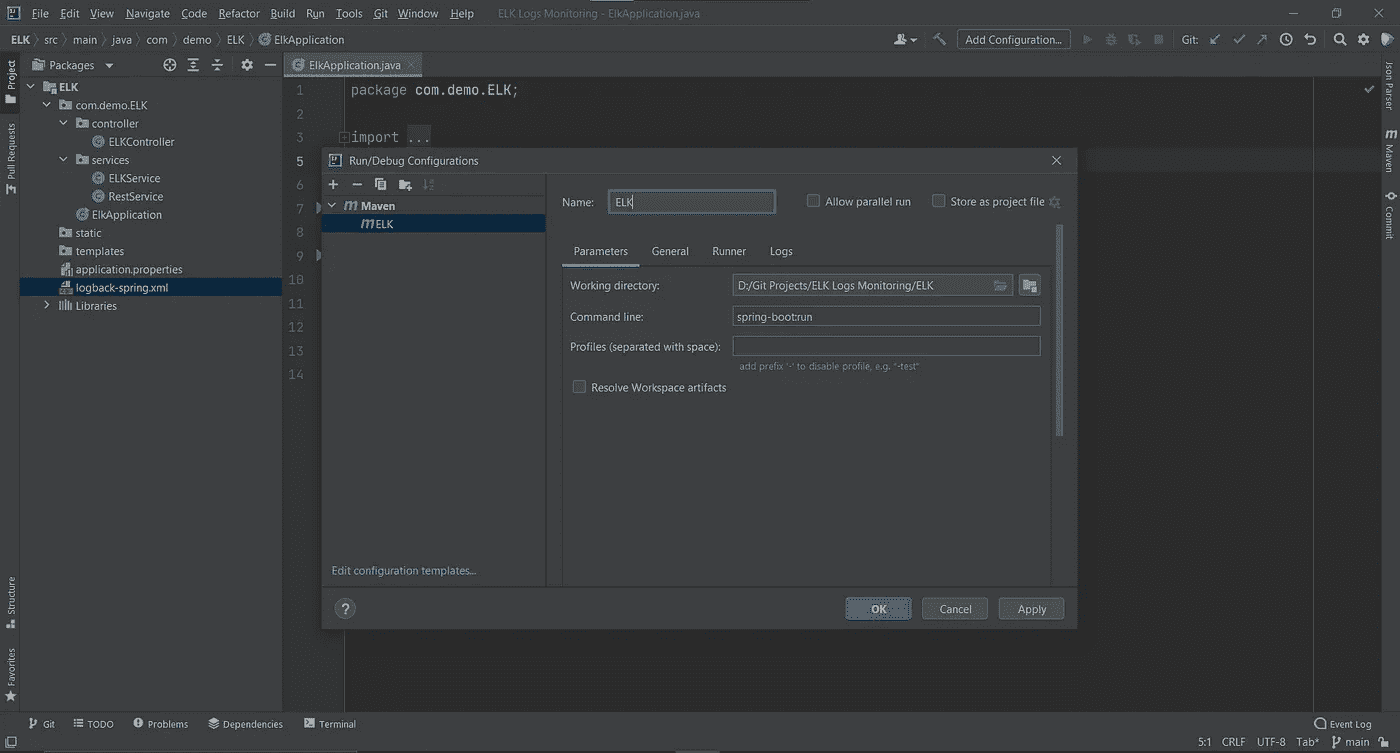 File Edit View Navigate Code Refactor Build Run Tools Git Window Help ELK Logs Monitoring - ElkApplication.java
ELK src main java com demo ELK ElkApplication Add Configuration... Git:
Packages ElkApplication.java
Project
Pull Requests
Structure
Favorites
ELK
com.demo.ELK
controller
ELKController
services
ELKService
RestService
ElkApplication
static
templates
application.properties
logback-spring.xml
Libraries
1 package com.demo.ELK;
2
3 import ...
5
6
7
8
9
10
11
12
13
14
Run/Debug Configurations
Maven
ELK
Edit configuration templates...
Name: ELK Allow parallel run Store as project file
Parameters General Runner Logs
Working directory: D:/Git Projects/ELK Logs Monitoring/ELK
Command line: spring-boot:run
Profiles (separated with space):
add prefix '-' to disable profile, e.g. "-test"
Resolve Workspace artifacts
? OK Cancel Apply
Json Parser
Maven
Commit
Git TODO Problems Dependencies Terminal Event Log
5:1 CRLF UTF-8 Tab* main